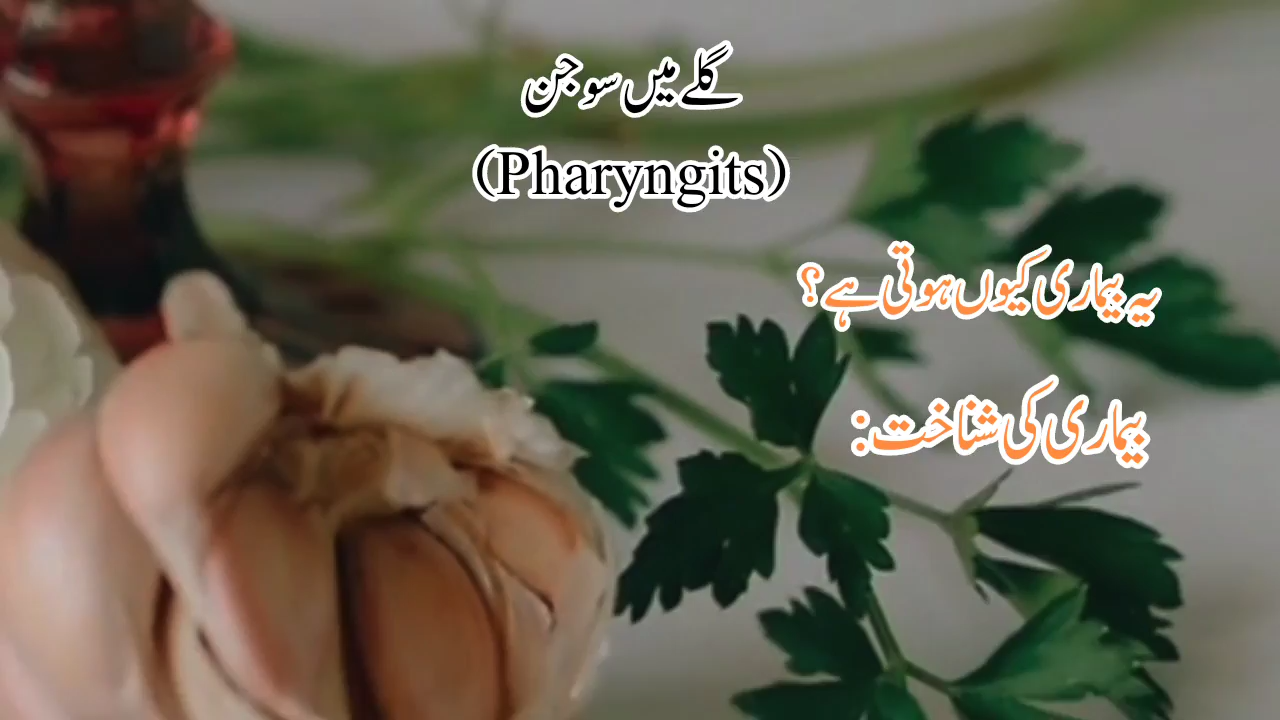 گلے میں سوجن
(Pharyngits)
یہ بیماری کیوں ہوتی ہے؟
بیماری کی شناخت: